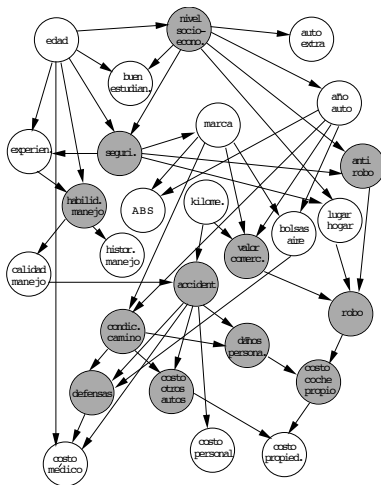 nivel
socio-
econo.
edad
auto
extra
buen
estudian.
año
auto
marca
experien.
seguri.
anti
robo
habilid.
manejo
ABS
kilome.
lugar
hogar
bolsas
aire
histor.
manejo
valor
comerc.
calidad
manejo
accident
robo
condic.
camino
daños
persona.
costo
coche
propio
defensas
costo
otros
autos
costo
medico
costo
personal
costo
propied.